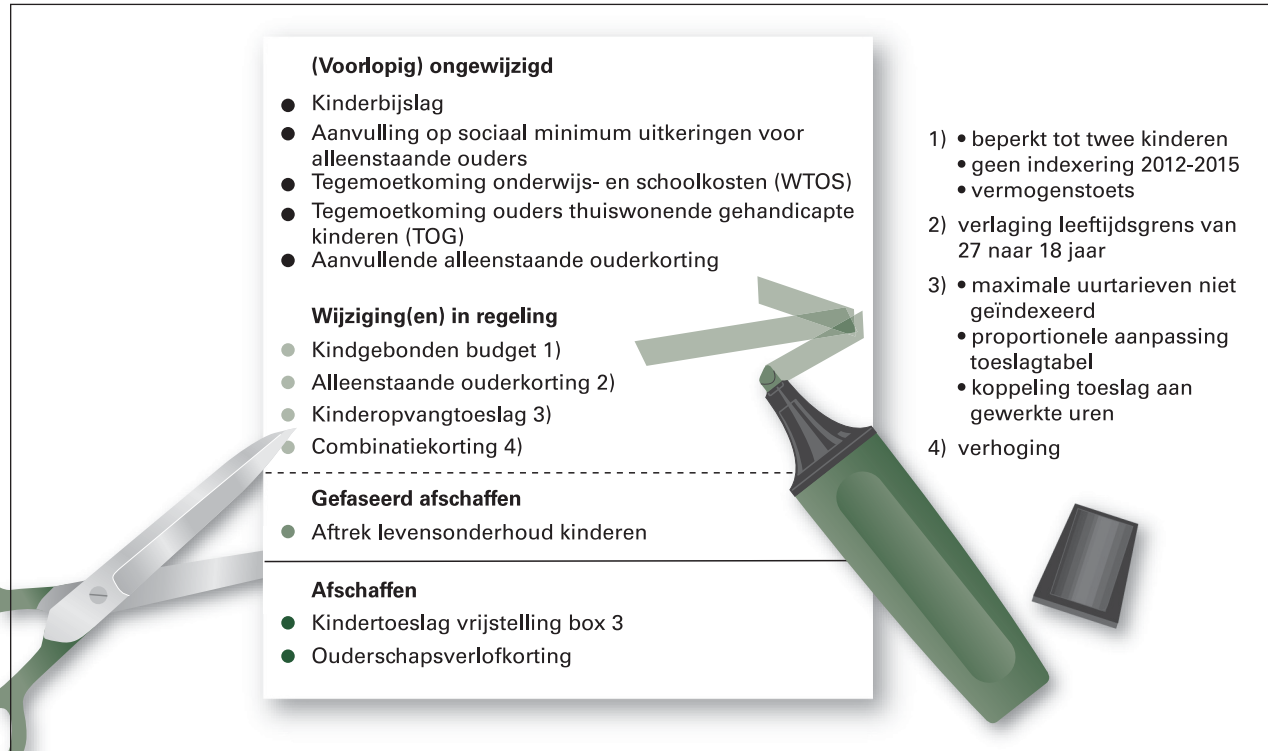 (Voorlopig) ongewijzigd
● Kinderbijslag
● Aanvulling op sociaal minimum uitkeringen voor
alleenstaande ouders
● Tegemoetkoming onderwijs- en schoolkosten (WTOS)
● Tegemoetkoming ouders thuiswonende gehandicapte
kinderen (TOG)
● Aanvullende alleenstaande ouderkorting
Wijziging(en) in regeling
● Kindgebonden budget 1)
● Alleenstaande ouderkorting 2)
● Kinderopvangtoeslag 3)
● Combinatiekorting 4)
Gefaseerd afschaffen
● Aftrek levensonderhoud kinderen
Afschaffen
● Kindertoeslag vrijstelling box 3
● Ouderschapsverlofkorting
1) • beperkt tot twee kinderen
• geen indexering 2012-2015
• vermogenstoets
2) verlaging leeftijdsgrens van
27 naar 18 jaar
3) • maximale uurtarieven niet
geïndexeerd
• proportionele aanpassing
toeslagtabel
• koppeling toeslag aan
gewerkte uren
4) verhoging